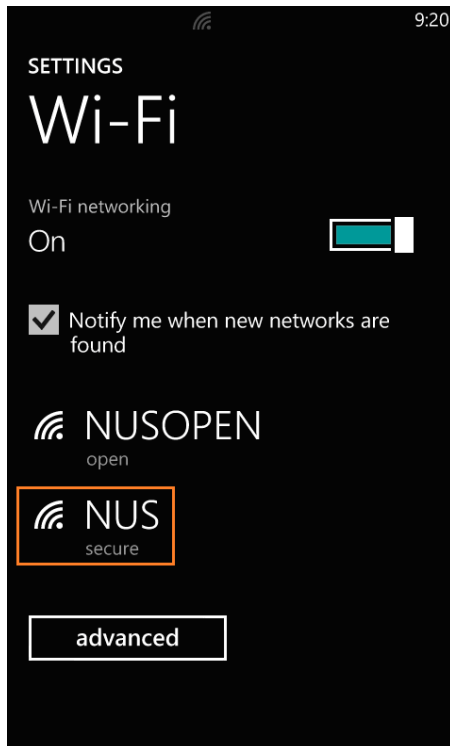 9:20
SETTINGS
Wi-Fi
Wi-Fi networking
On
Notify me when new networks are
found
NUSOPEN
open
NUS
secure
advanced